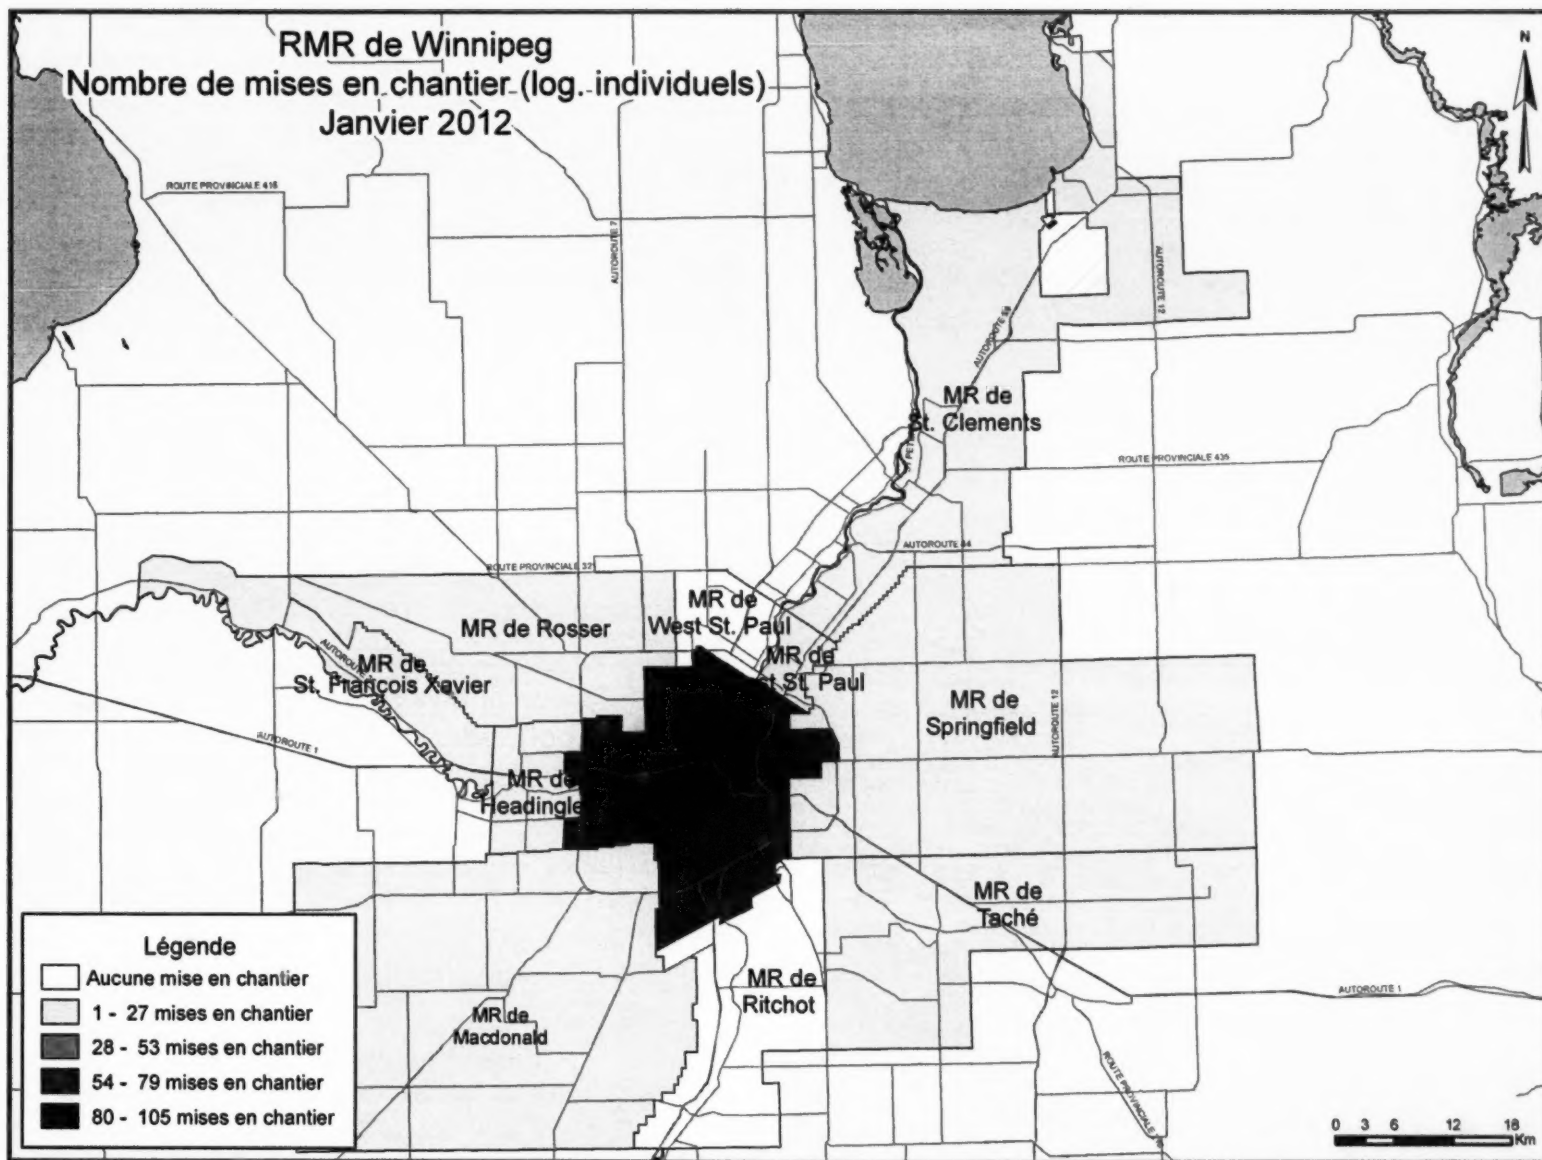 RMR de Winnipeg
Nombre de mises en chantier (log. individuels)
Janvier 2012
N
ROUTE PROVINCIALE 416
AUTOROUTE 7
AUTOROUTE 12
AUTOROUTE 59
MR de
St. Clements
ROUTE PROVINCIALE 435
AUTOROUTE 44
ROUTE PROVINCIALE 321
MR de
West St. Paul
MR de Rosser
MR de
St. François Xavier
MR de
st St. Paul
MR de
Springfield
AUTOROUTE 12
AUTOROUTE 1
MR de
Headingle
MR de
Taché
MR de
Ritchot
AUTOROUTE 1
MR de
Macdonald
ROUTE PROVINCIALE
Légende
Aucune mise en chantier
1 - 27 mises en chantier
28 - 53 mises en chantier
54 - 79 mises en chantier
80 - 105 mises en chantier
0 3 6 12 18
Km